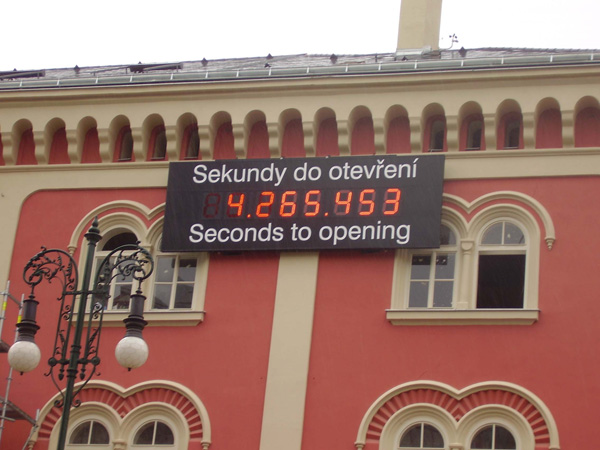 Sekundy do otevření
4.265.453
Seconds to opening